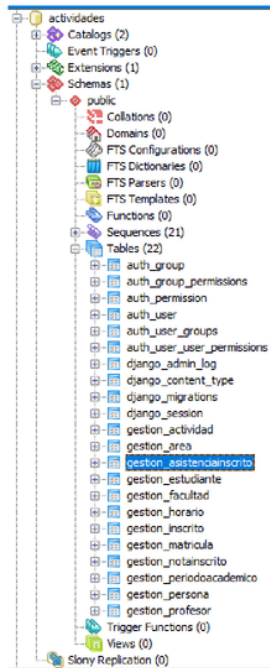 actividades
Catalogs (2)
Event Triggers (0)
Extensions (1)
Schemas (1)
public
Collations (0)
Domains (0)
FTS Configurations (0)
FTS Dictionaries (0)
FTS Parsers (0)
FTS Templates (0)
Functions (0)
Sequences (21)
Tables (22)
auth_group
auth_group_permissions
auth_permission
auth_user
auth_user_groups
auth_user_user_permissions
django_admin_log
django_content_type
django_migrations
django_session
gestion_actividad
gestion_area
gestion_asistenciainscrito
gestion_estudiante
gestion_facultad
gestion_horario
gestion_inscrito
gestion_matricula
gestion_notainscrito
gestion_periodoacademico
gestion_persona
gestion_profesor
Trigger Functions (0)
Views (0)
Slony Replication (0)